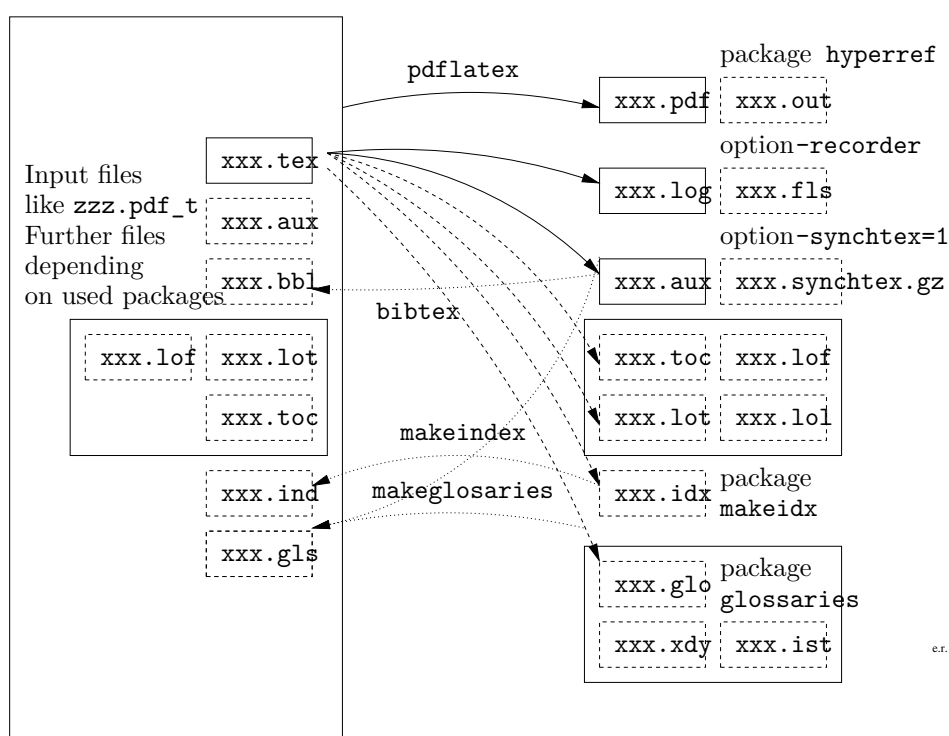 pdflatex
package hyperref
xxx.pdf
xxx.out
xxx.tex
option-recorder
Input files
like zzz.pdf_t
Further files
depending
on used packages
xxx.log
xxx.fls
xxx.aux
option-synchtex=1
xxx.bbl
xxx.aux
xxx.synchtex.gz
bibtex
xxx.lof
xxx.lot
xxx.toc
xxx.lof
xxx.toc
xxx.lot
xxx.lol
makeindex
xxx.ind
makeglosaries
xxx.idx
package
makeidx
xxx.gls
xxx.glo
package
glossaries
xxx.xdy
xxx.ist
e.r.